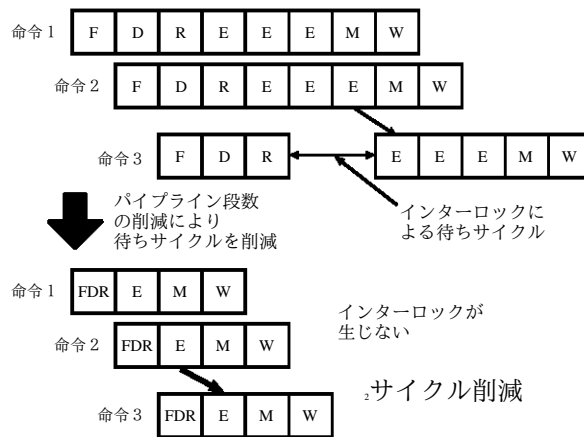 命令1 F D R E E E M W
命令2 F D R E E E M W
命令3 F D R E E E M W
パイプライン段数
の削減により
待ちサイクルを削減
インターロックに
よる待ちサイクル
命令1 FDR E M W
インターロックが
生じない
命令2 FDR E M W
2サイクル削減
命令3 FDR E M W